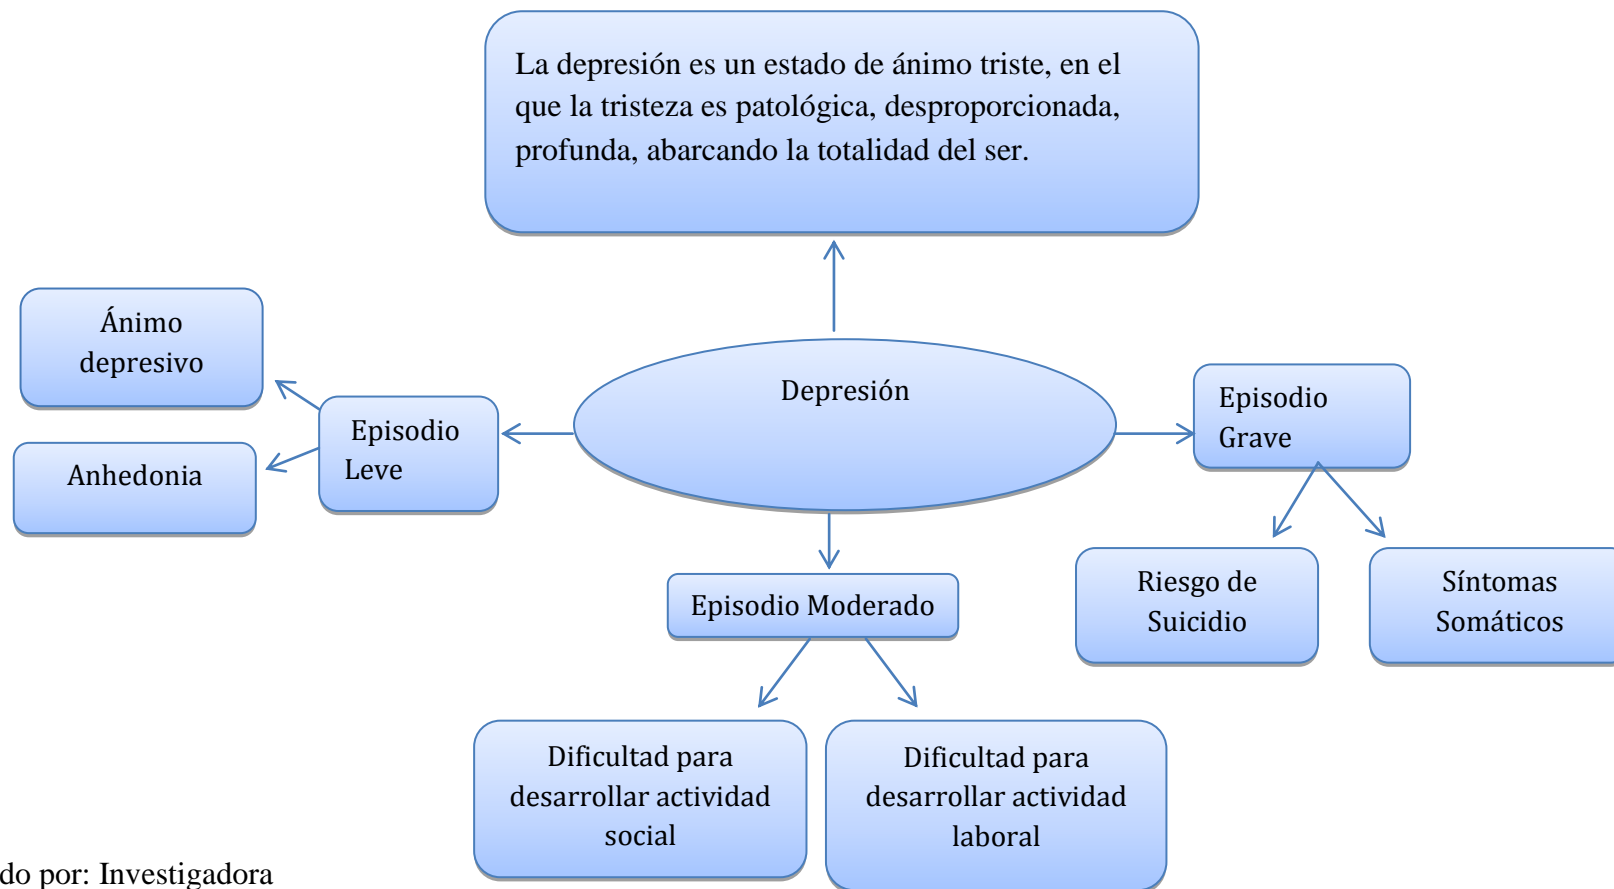 La depresión es un estado de ánimo triste, en el
que la tristeza es patológica, desproporcionada,
profunda, abarcando la totalidad del ser.
Ánimo
depresivo
Anhedonia
Episodio
Leve
Depresión
Episodio
Grave
Riesgo de
Suicidio
Síntomas
Somáticos
Episodio Moderado
Dificultad para
desarrollar actividad
social
Dificultad para
desarrollar actividad
laboral
do por: Investigadora